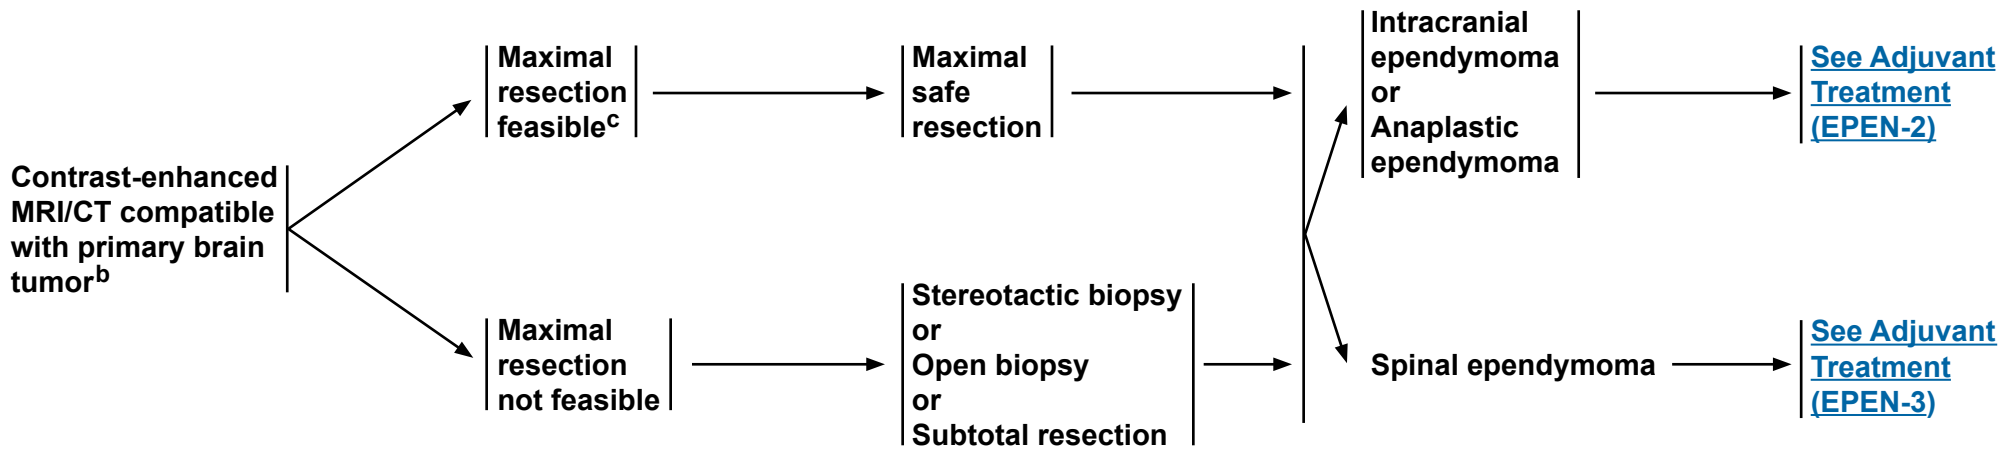 Contrast-enhanced
MRI/CT compatible
with primary brain
tumorb
Maximal
resection
feasiblec
Maximal
resection
not feasible
Maximal
safe
resection
Stereotactic biopsy
or
Open biopsy
or
Subtotal resection
Intracranial
ependymoma
or
Anaplastic
ependymoma
Spinal ependymoma
See Adjuvant
Treatment
(EPEN-2)
See Adjuvant
Treatment
(EPEN-3)